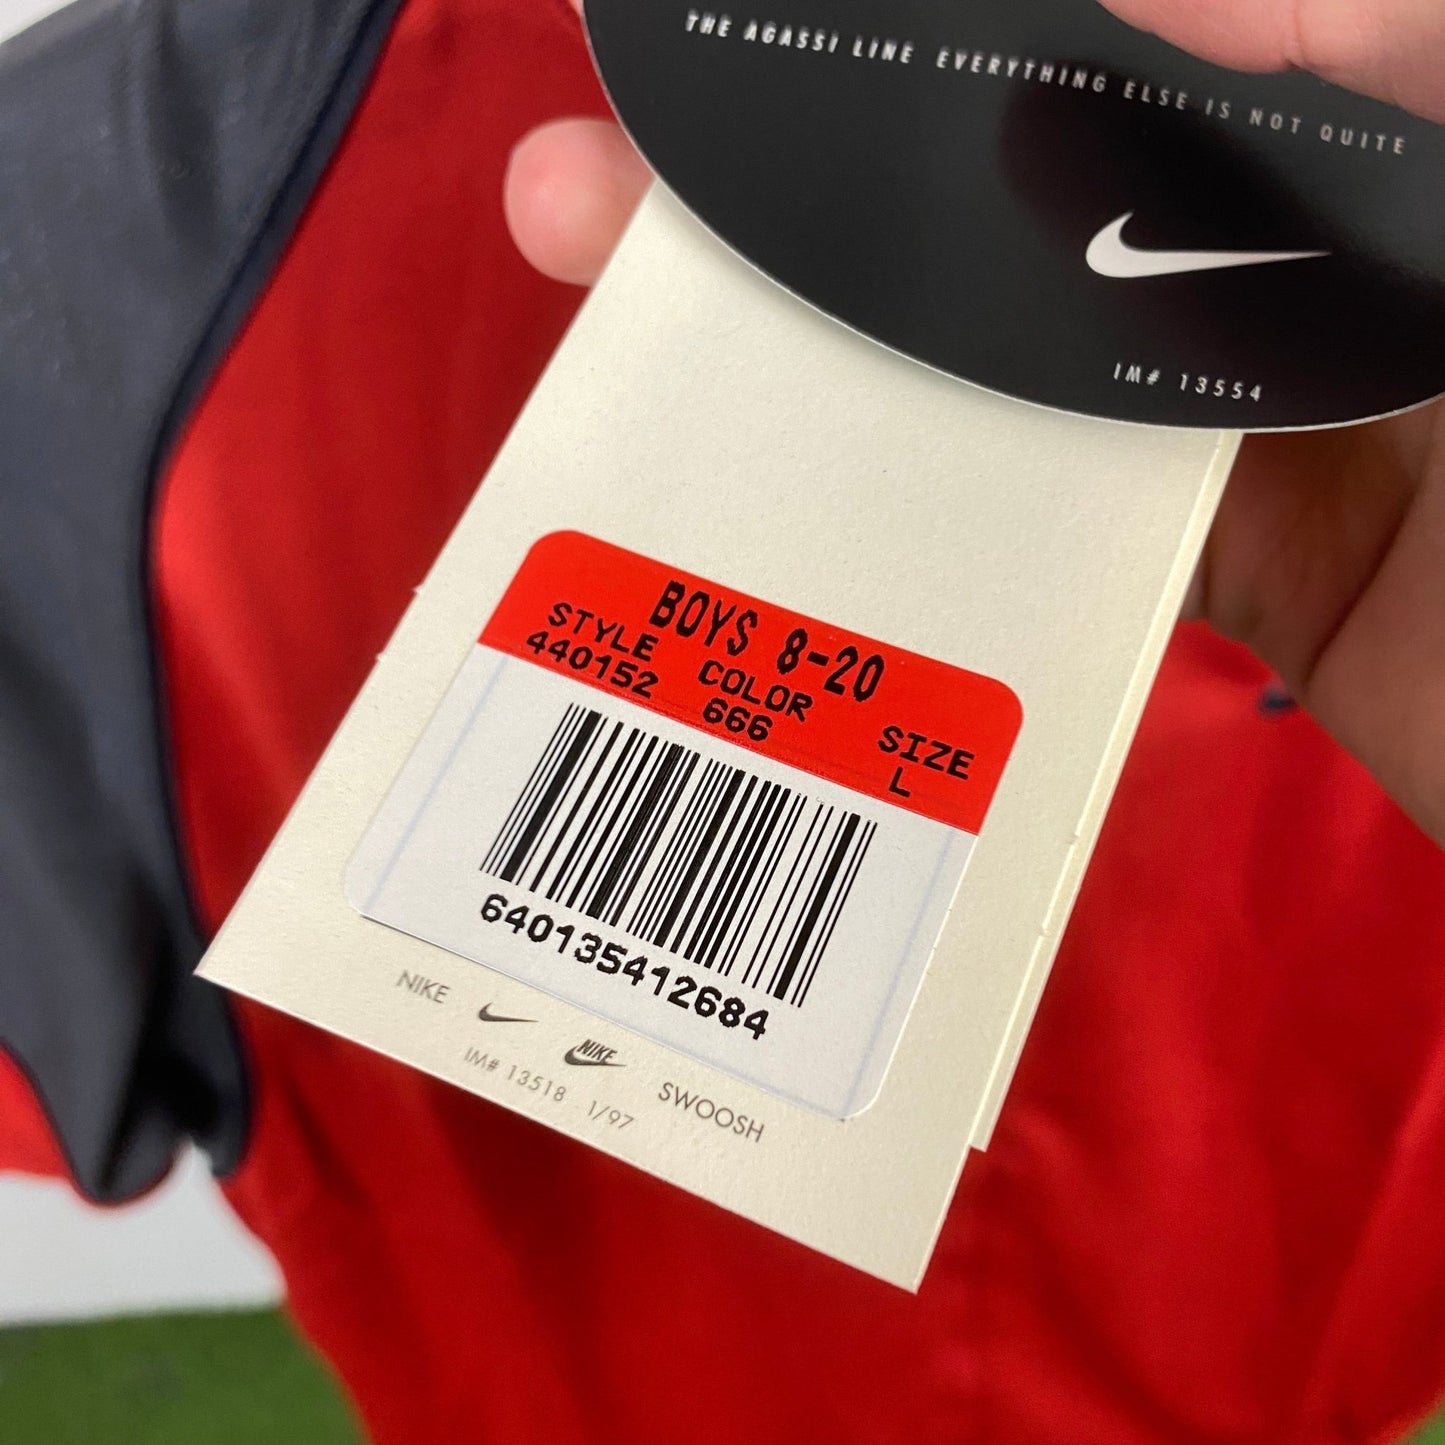 THE AGASSI LINE EVERYTHING ELSE IS NOT QUITE
IM# 13554
BOYS 8-20
STYLE COLOR SIZE
440152 666 L
640135412684
NIKE NIKE SWOOSH
IM# 13518 1/97